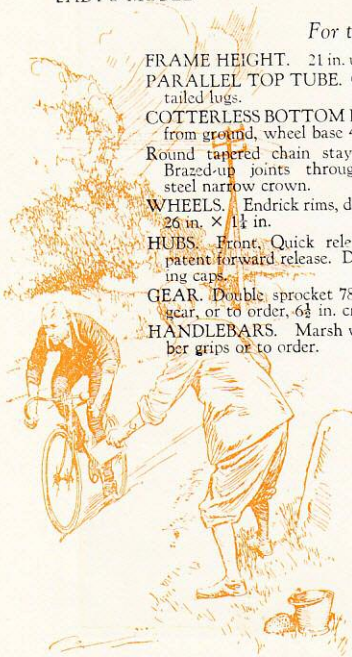 For t
FRAME HEIGHT. 21 in. u
PARALLEL TOP TUBE.
tailed lugs.
COTTERLESS BOTTOM
from ground, wheel base 4
Round tapered chain stay
Brazed-up joints throug
steel narrow crown.
WHEELS. Endrick rims, d
26 in. × 1¼ in.
HUBS. Front, Quick rele
patent forward release. D
ing caps.
GEAR. Double sprocket 78
gear, or to order, 6½ in. cr
HANDLEBARS. Marsh w
ber grips or to order.